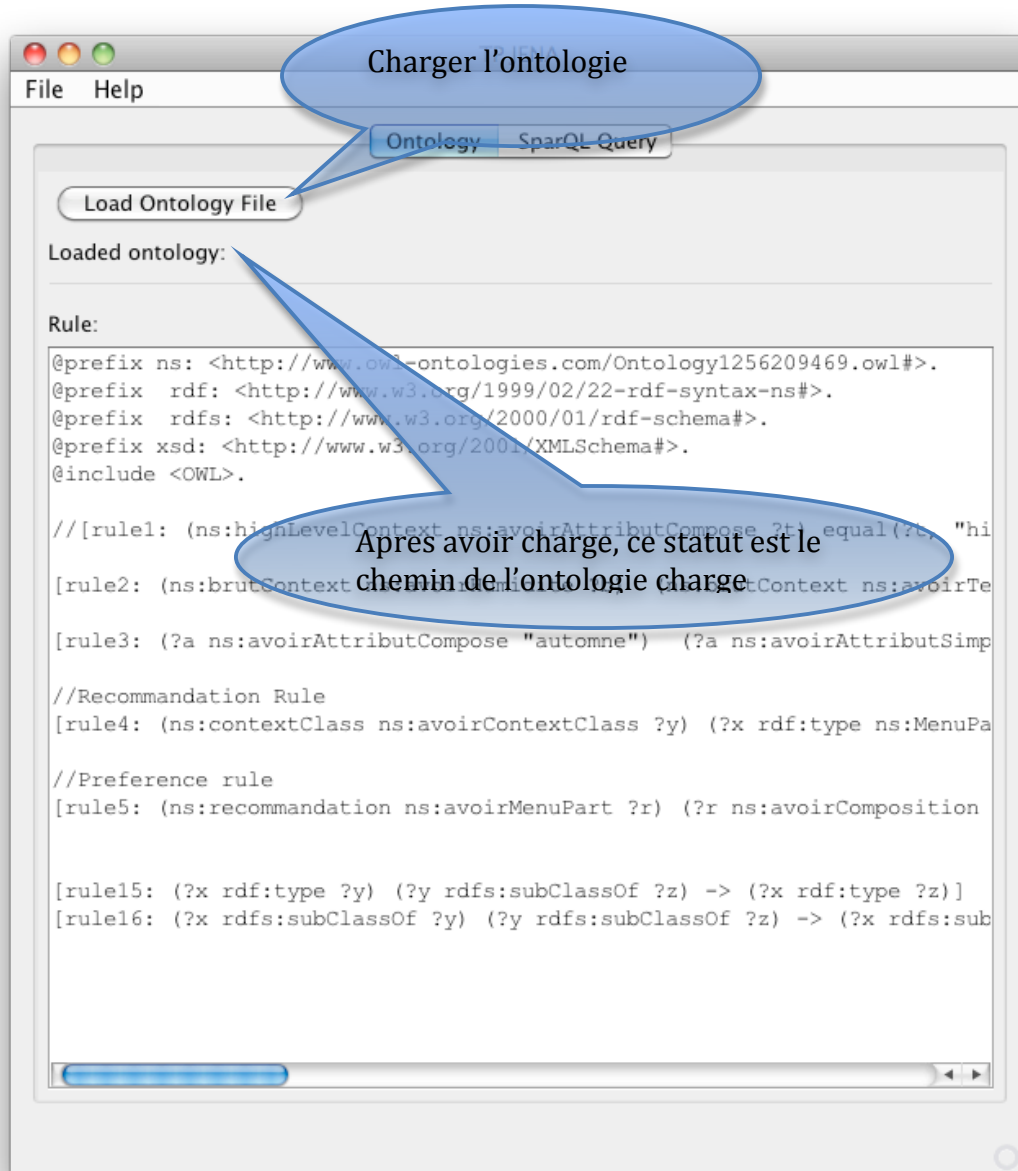 Charger l’ontologie
File Help
Ontology SparQL Query
Load Ontology File
Loaded ontology:
Rule:
@prefix ns: <http://www.owl-ontologies.com/Ontology1256209469.owl#>.
@prefix rdf: <http://www.w3.org/1999/02/22-rdf-syntax-ns#>.
@prefix rdfs: <http://www.w3.org/2000/01/rdf-schema#>.
@prefix xsd: <http://www.w3.org/2001/XMLSchema#>.
@include <OWL>.
//[rule1: (ns:highLevelContext ns:avoirAttributCompose ?t) equal(?t, "hi
Apres avoir charge, ce statut est le
chemin de l’ontologie charge
[rule2: (ns:brutContext ns:avoirTe
[rule3: (?a ns:avoirAttributCompose "automne") (?a ns:avoirAttributSimp
//Recommandation Rule
[rule4: (ns:contextClass ns:avoirContextClass ?y) (?x rdf:type ns:MenuPa
//Preference rule
[rule5: (ns:recommandation ns:avoirMenuPart ?r) (?r ns:avoirComposition
[rule15: (?x rdf:type ?y) (?y rdfs:subClassOf ?z) -> (?x rdf:type ?z)]
[rule16: (?x rdfs:subClassOf ?y) (?y rdfs:subClassOf ?z) -> (?x rdfs:sub